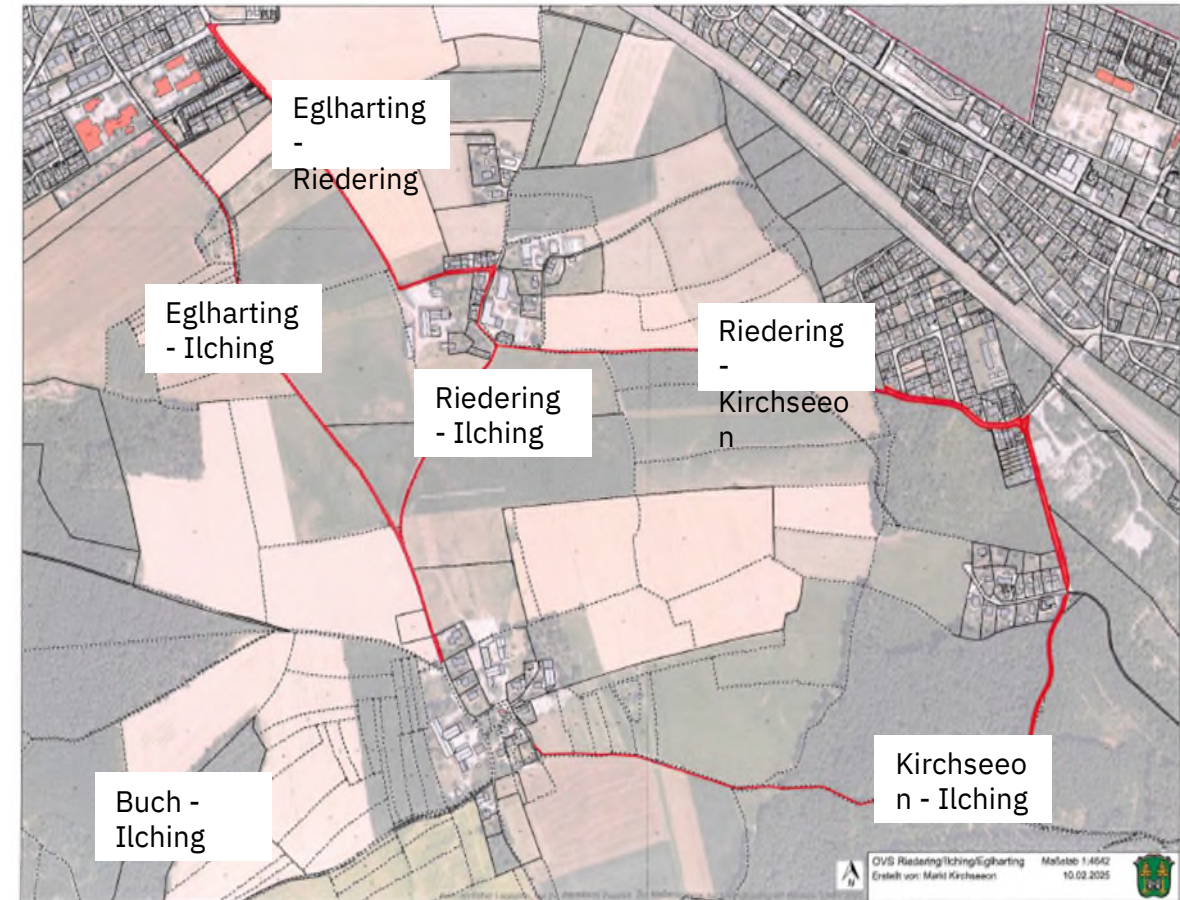 Eglharting
-
Riedering
Eglharting
- Ilching
Riedering
-
Kirchseeo
n
Riedering
- Ilching
Kirchseeo
n - Ilching
Buch -
Ilching
N
OVS Riedering/Ilching/Eglharting Maßstab 1:4642
Erstellt von: Markt Kirchseeon 10.02.2025